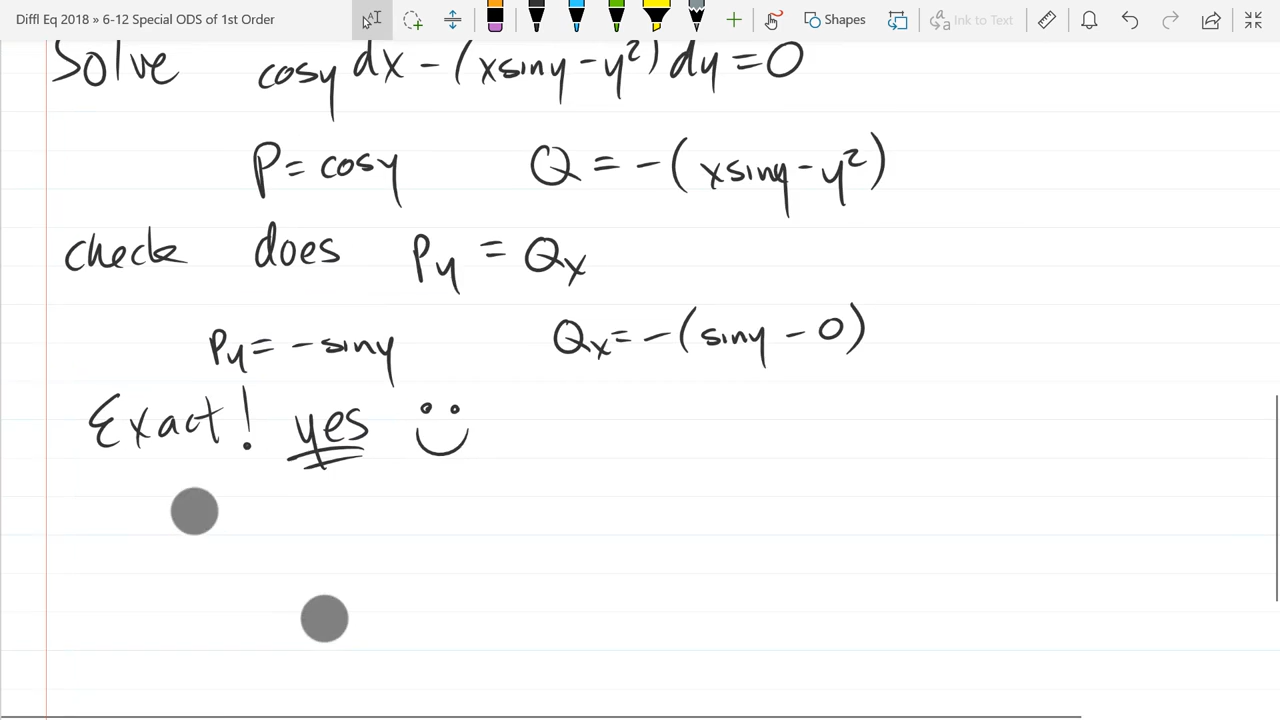 Diffl Eq 2018 » 6-12 Special ODS of 1st Order
Shapes
Ink to Text
Solve cosy dx - (xsiny - y²) dy = 0
P = cosy Q = -(xsiny - y²)
check does Py = Qx
Py = -siny Qx = -(siny - 0)
Exact! yes